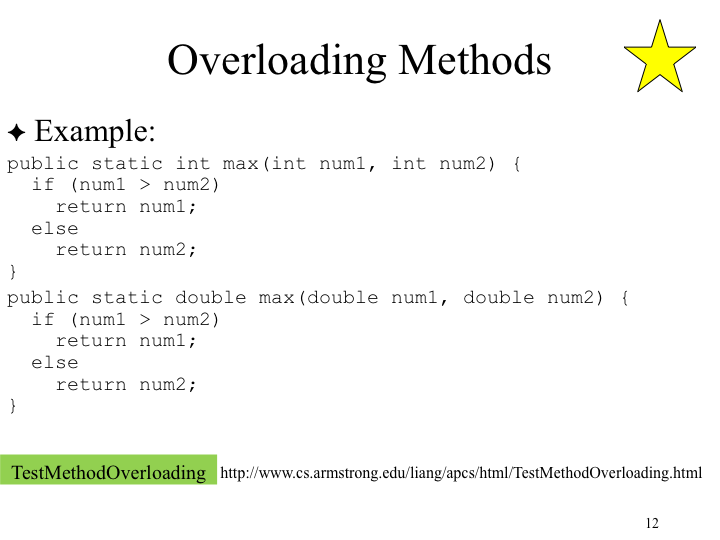 Overloading Methods
Example:
public static int max(int num1, int num2) {
  if (num1 > num2)
    return num1;
  else
    return num2;
}
public static double max(double num1, double num2) {
  if (num1 > num2)
    return num1;
  else
    return num2;
}
TestMethodOverloading http://www.cs.armstrong.edu/liang/apcs/html/TestMethodOverloading.html
12